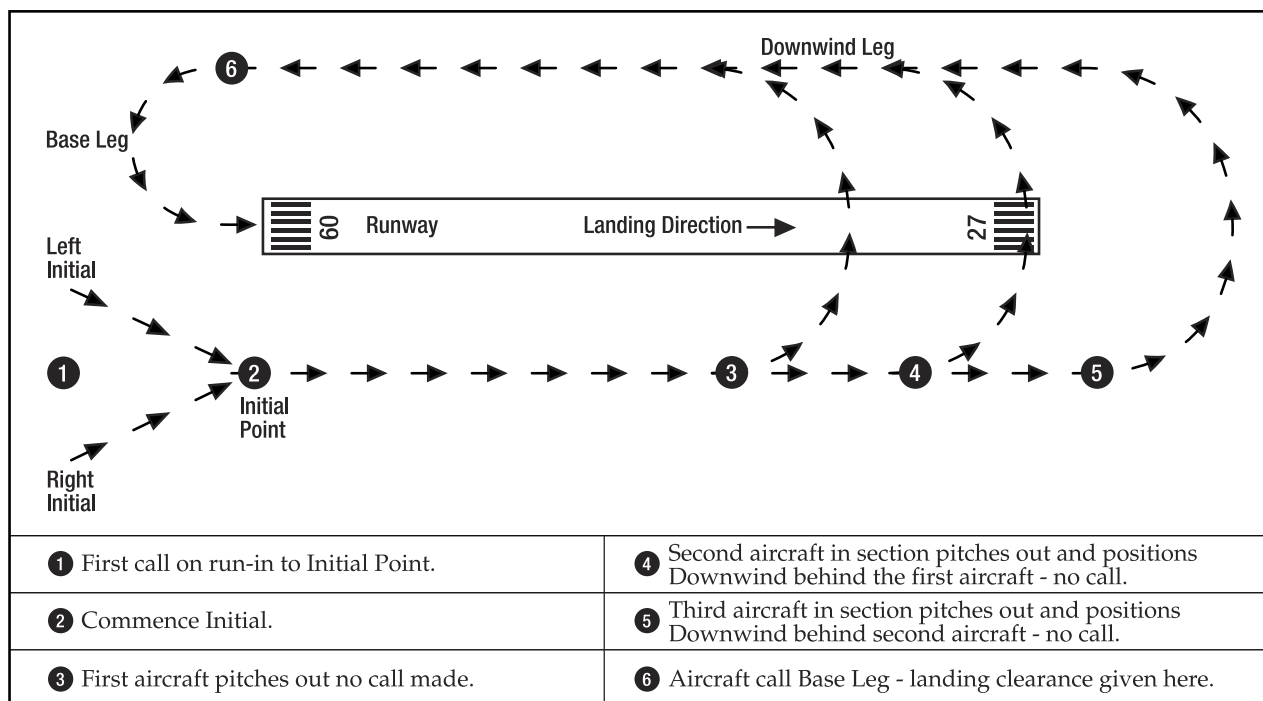 Downwind Leg
6
Base Leg
09
Runway
Landing Direction
27
Left
Initial
1
2
3
4
5
Initial
Point
Right
Initial
1 First call on run-in to Initial Point.
4 Second aircraft in section pitches out and positions
Downwind behind the first aircraft - no call.
2 Commence Initial.
5 Third aircraft in section pitches out and positions
Downwind behind second aircraft - no call.
3 First aircraft pitches out no call made.
6 Aircraft call Base Leg - landing clearance given here.